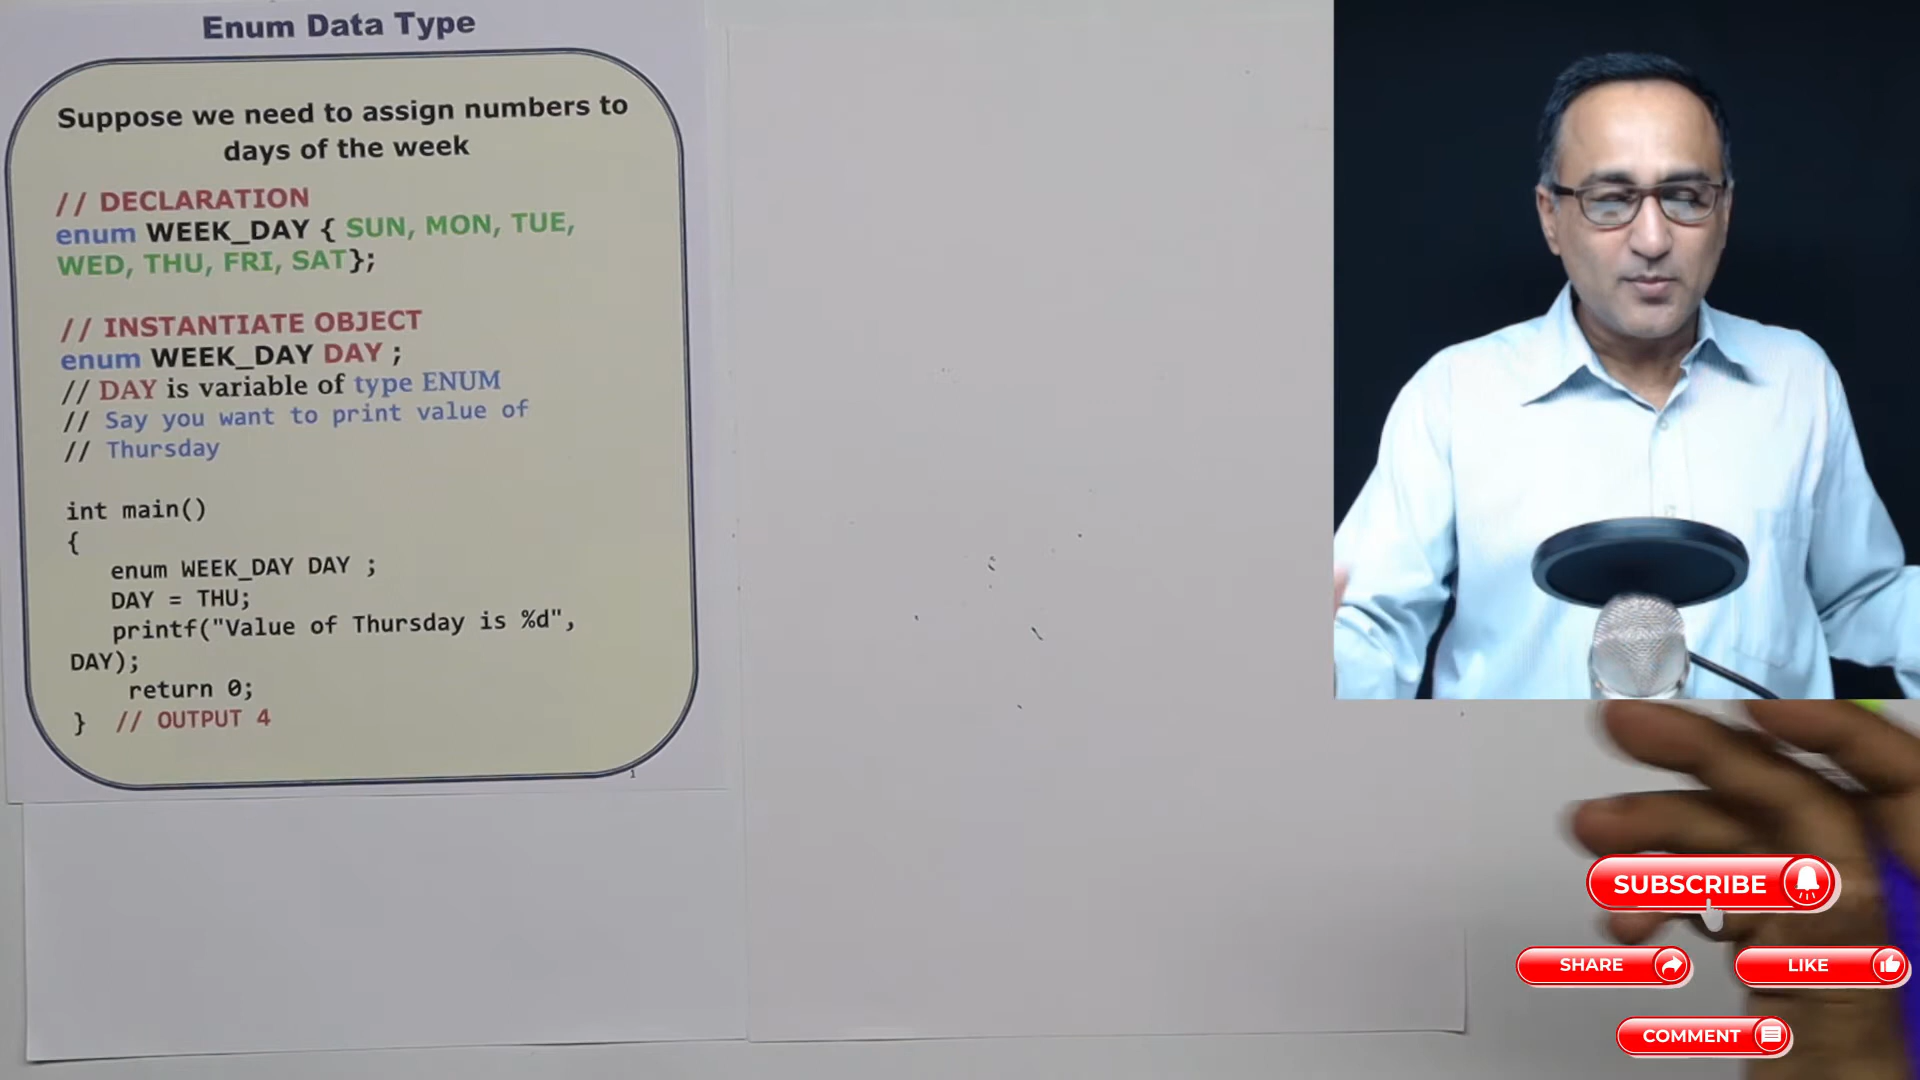 Enum Data Type
Suppose we need to assign numbers to
days of the week
// DECLARATION
enum WEEK_DAY { SUN, MON, TUE,
WED, THU, FRI, SAT};
// INSTANTIATE OBJECT
enum WEEK_DAY DAY ;
// DAY is variable of type ENUM
// Say you want to print value of
// Thursday
int main()
{
enum WEEK_DAY DAY ;
DAY = THU;
printf("Value of Thursday is %d",
DAY);
return 0;
} // OUTPUT 4
1
SUBSCRIBE
SHARE
LIKE
COMMENT